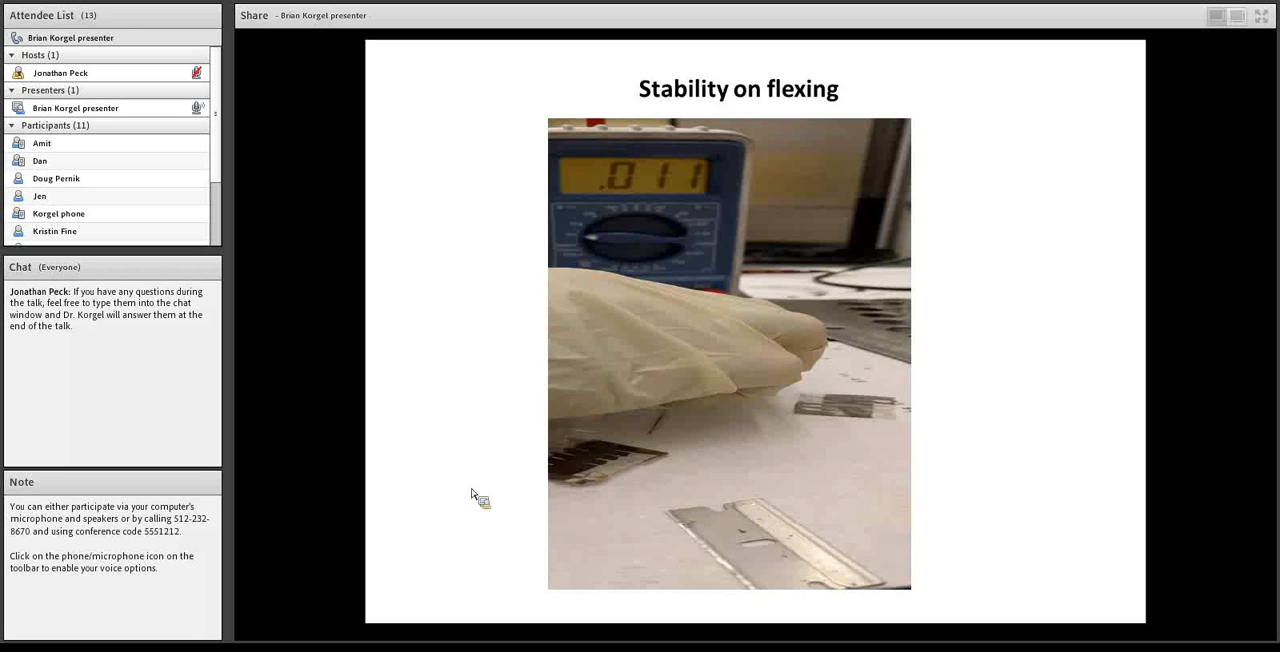 Attendee List (13)
Brian Korgel presenter
Hosts (1)
Jonathan Peck
Presenters (1)
Brian Korgel presenter
Participants (11)
Amit
Dan
Doug Pernik
Jen
Korgel phone
Kristin Fine
Chat (Everyone)
Jonathan Peck: If you have any questions during
the talk, feel free to type them into the chat
window and Dr. Korgel will answer them at the
end of the talk.
Note
You can either participate via your computer's
microphone and speakers or by calling 512-232-
8670 and using conference code 5551212.
Click on the phone/microphone icon on the
toolbar to enable your voice options.
Share - Brian Korgel presenter
Stability on flexing
.011